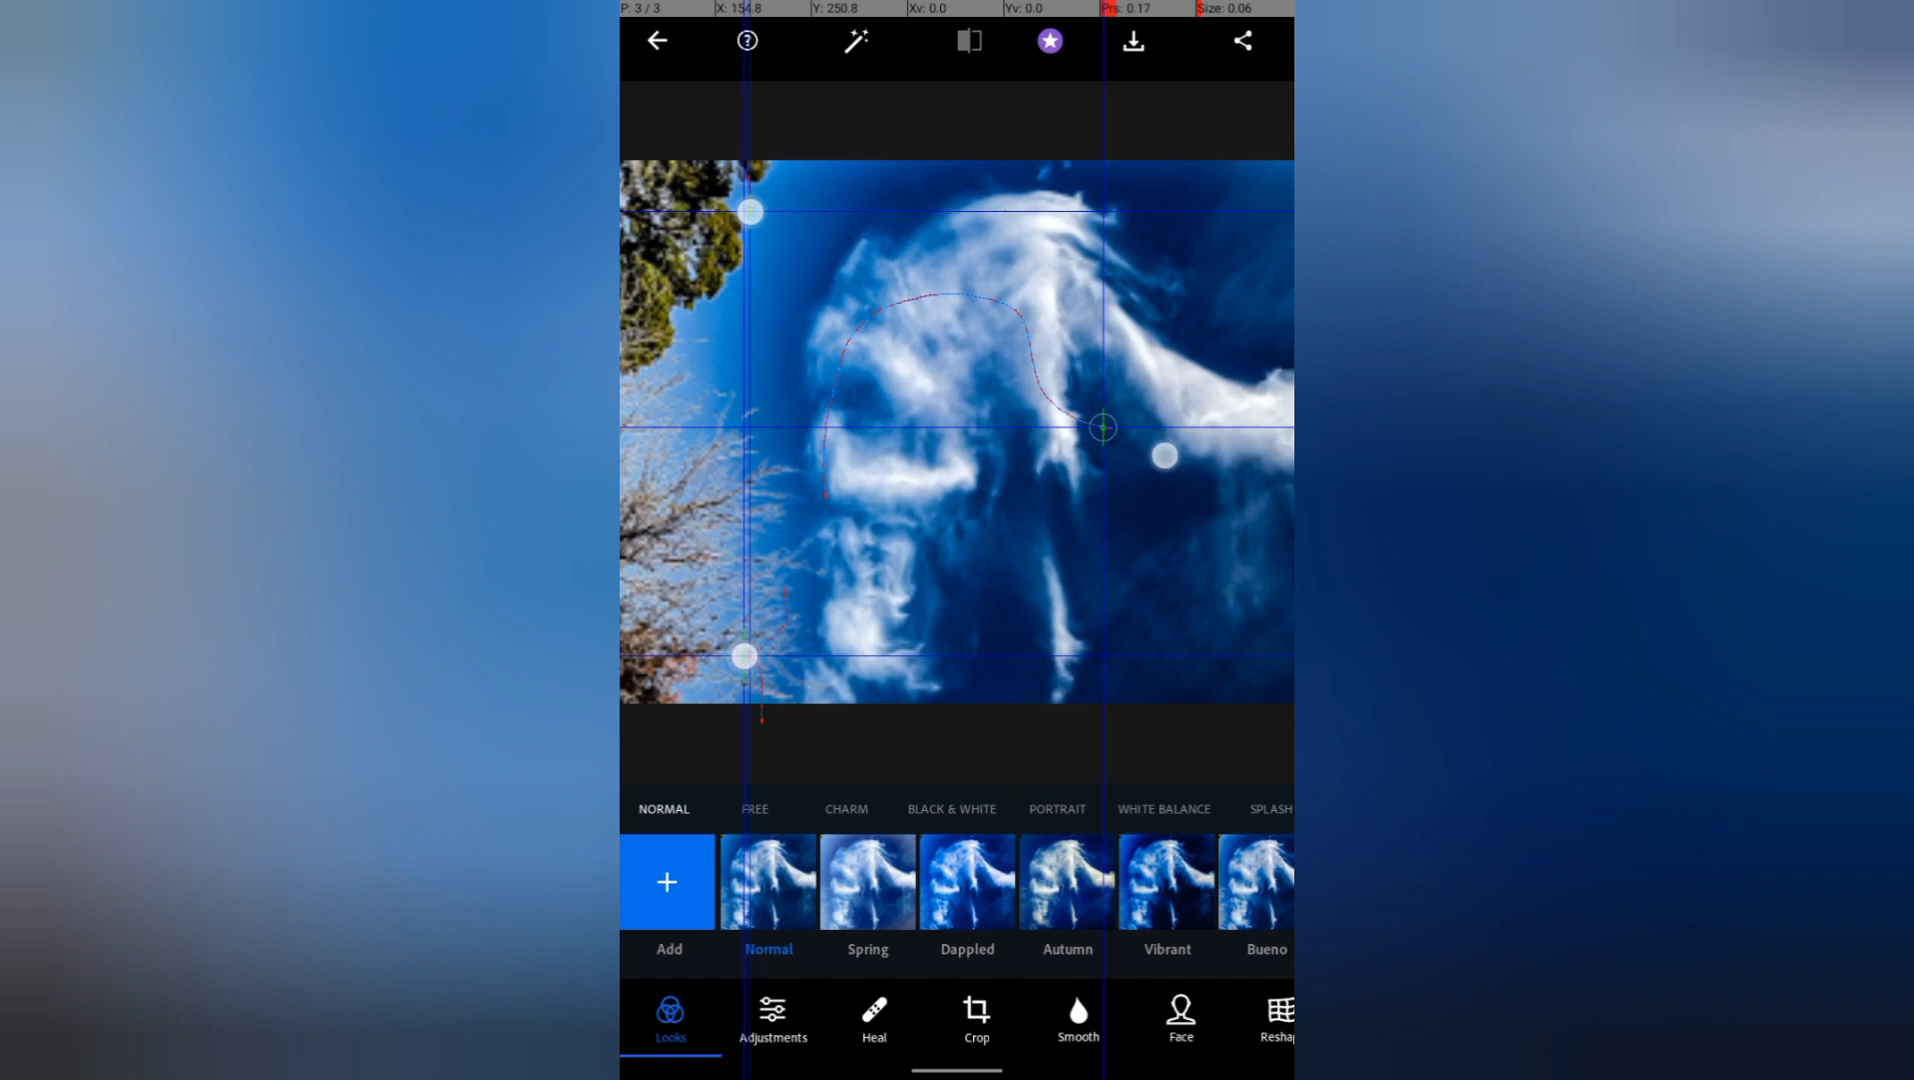 P: 3 / 3 X: 154.8 Y: 250.8 Xv: 0.0 Yv: 0.0 Prs: 0.17 Size: 0.06
NORMAL FREE CHARM BLACK & WHITE PORTRAIT WHITE BALANCE SPLASH
Add Normal Spring Dappled Autumn Vibrant Bueno
Looks Adjustments Heal Crop Smooth Face Resha